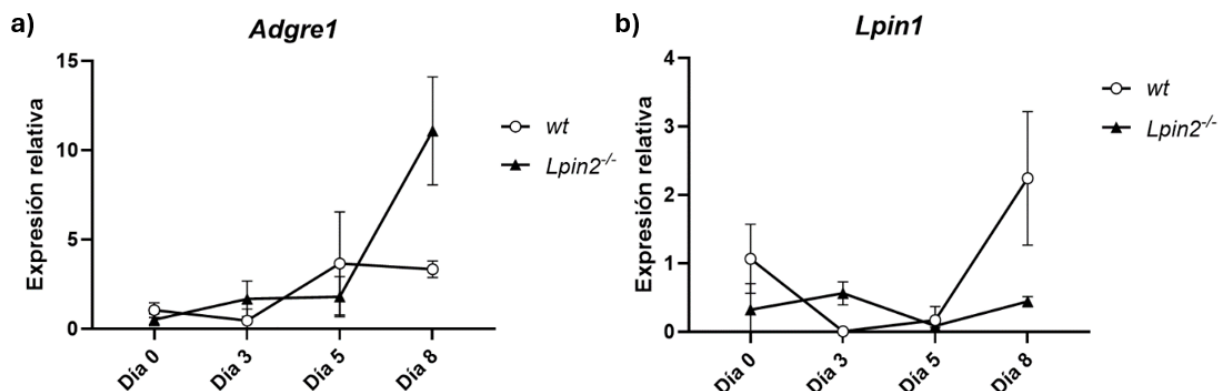 a)
Adgre1
Expresión relativa
15
10
5
0
Día 0
Día 3
Día 5
Día 8
wt
Lpin2-/-
b)
Lpin1
Expresión relativa
4
3
2
1
0
Día 0
Día 3
Día 5
Día 8
wt
Lpin2-/-